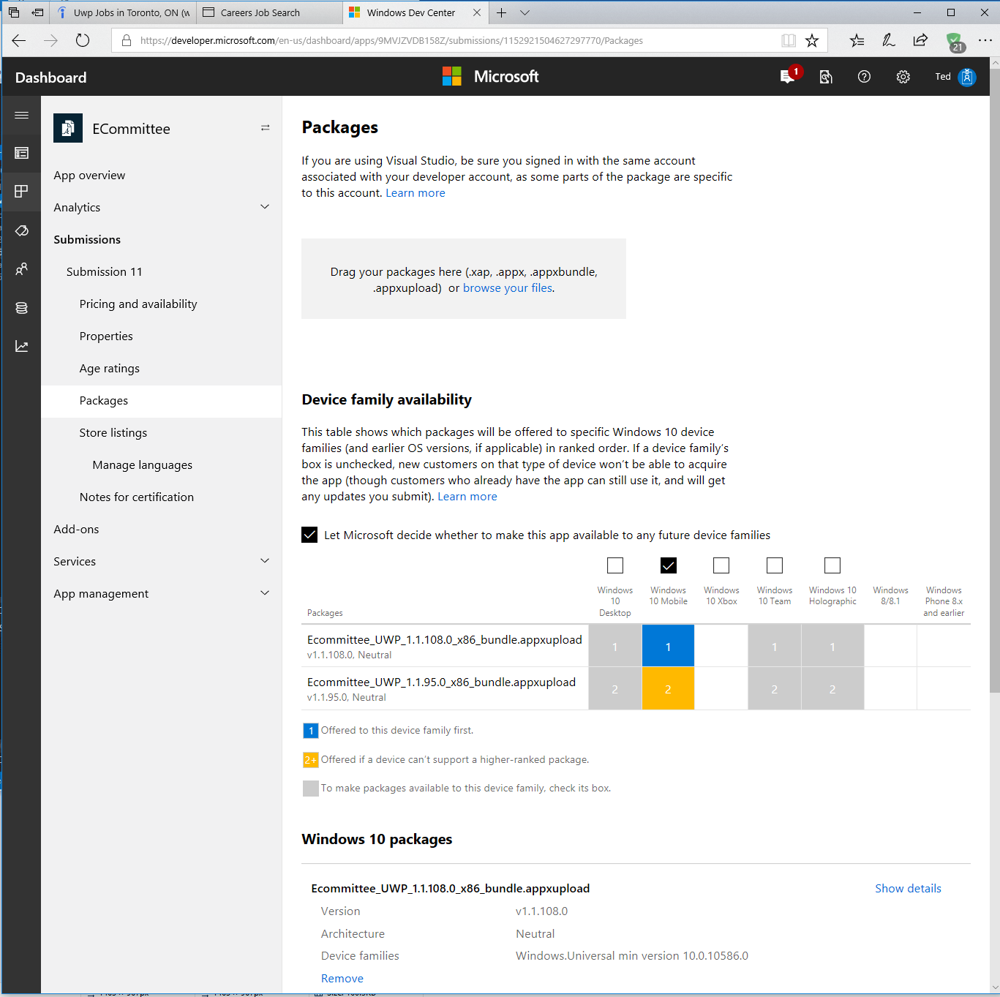 Uwp Jobs in Toronto, ON (w
Careers Job Search
Windows Dev Center
https://developer.microsoft.com/en-us/dashboard/apps/9MVJZVDB158Z/submissions/1152921504627297770/Packages
21
Dashboard
Microsoft
1
Ted
ECommittee
App overview
Analytics
Submissions
Submission 11
Pricing and availability
Properties
Age ratings
Packages
Store listings
Manage languages
Notes for certification
Add-ons
Services
App management
Packages
If you are using Visual Studio, be sure you signed in with the same account
associated with your developer account, as some parts of the package are specific
to this account. Learn more
Drag your packages here (.xap, .appx, .appxbundle,
.appxupload) or browse your files.
Device family availability
This table shows which packages will be offered to specific Windows 10 device
families (and earlier OS versions, if applicable) in ranked order. If a device family's
box is unchecked, new customers on that type of device won't be able to acquire
the app (though customers who already have the app can still use it, and will get
any updates you submit). Learn more
Let Microsoft decide whether to make this app available to any future device families
Packages
Windows
10
Desktop
Windows
10 Mobile
Windows
10 Xbox
Windows
10 Team
Windows 10
Holographic
Windows
8/8.1
Windows
Phone 8.x
and earlier
Ecommittee_UWP_1.1.108.0_x86_bundle.appxupload
v1.1.108.0, Neutral
1 1 1 1
Ecommittee_UWP_1.1.95.0_x86_bundle.appxupload
v1.1.95.0, Neutral
2 2 2 2
1 Offered to this device family first.
2+ Offered if a device can't support a higher-ranked package.
To make packages available to this device family, check its box.
Windows 10 packages
Ecommittee_UWP_1.1.108.0_x86_bundle.appxupload
Show details
Version v1.1.108.0
Architecture Neutral
Device families Windows.Universal min version 10.0.10586.0
Remove